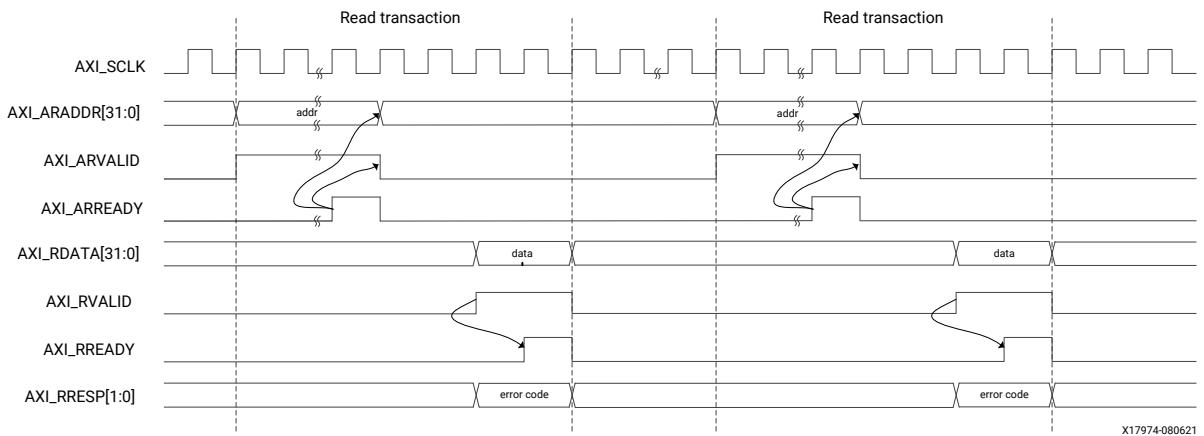 Read transaction
Read transaction
AXI_SCLK
AXI_ARADDR[31:0]
addr
addr
AXI_ARVALID
AXI_ARREADY
AXI_RDATA[31:0]
data
data
AXI_RVALID
AXI_RREADY
AXI_RRESP[1:0]
error code
error code
X17974-080621